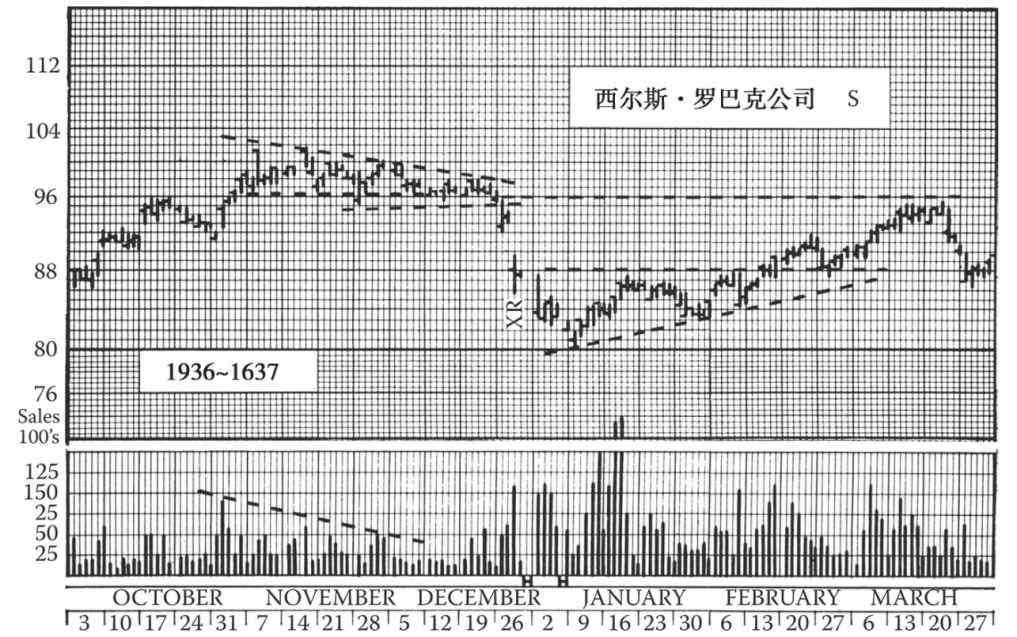 112
西尔斯·罗巴克公司 S
104
96
88
XR
80
1936~1637
76
Sales
100's
125
150
25
50
25
H H
OCTOBER NOVEMBER DECEMBER JANUARY FEBRUARY MARCH
3 10 17 24 31 7 14 21 28 5 12 19 26 2 9 16 23 30 6 13 20 27 6 13 20 27